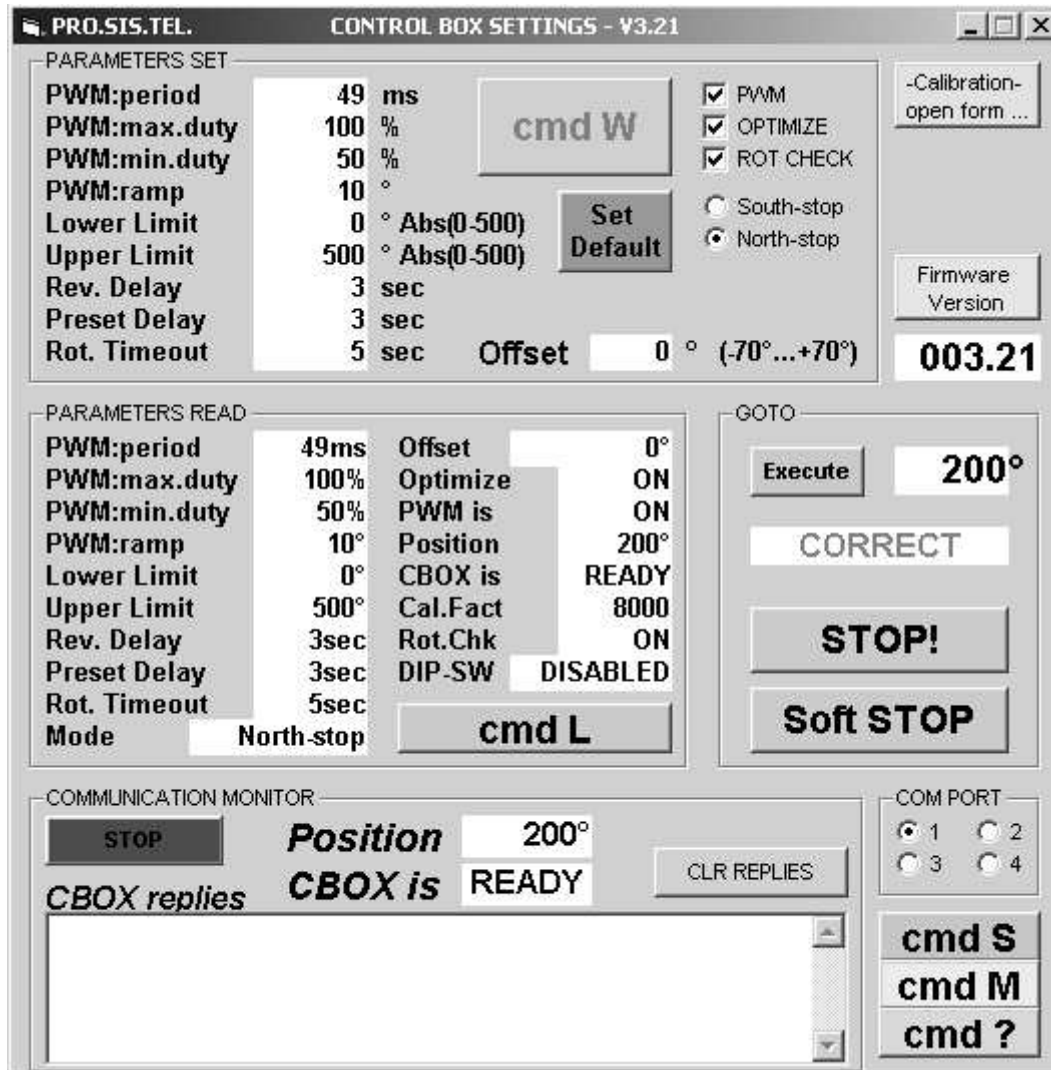 PRO.SIS.TEL. CONTROL BOX SETTINGS - V3.21
PARAMETERS SET
PWM:period 49 ms
PWM:max.duty 100 %
PWM:min.duty 50 %
PWM:ramp 10 °
Lower Limit 0 ° Abs(0-500)
Upper Limit 500 ° Abs(0-500)
Rev. Delay 3 sec
Preset Delay 3 sec
Rot. Timeout 5 sec
cmd W
Set
Default
PWM
OPTIMIZE
ROT CHECK
South-stop
North-stop
Offset 0 ° (-70°...+70°)
-Calibration-
open form ...
Firmware
Version
003.21
PARAMETERS READ
PWM:period 49ms
PWM:max.duty 100%
PWM:min.duty 50%
PWM:ramp 10°
Lower Limit 0°
Upper Limit 500°
Rev. Delay 3sec
Preset Delay 3sec
Rot. Timeout 5sec
Mode North-stop
Offset 0°
Optimize ON
PWM is ON
Position 200°
CBOX is READY
Cal.Fact 8000
Rot.Chk ON
DIP-SW DISABLED
cmd L
GOTO
Execute 200°
CORRECT
STOP!
Soft STOP
COMMUNICATION MONITOR
STOP
Position 200°
CBOX is READY
CLR REPLIES
CBOX replies
COM PORT
1 2
3 4
cmd S
cmd M
cmd ?